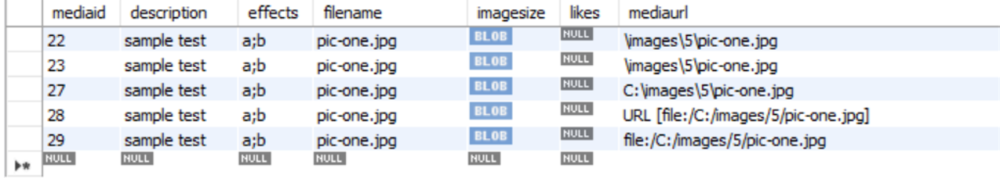 mediaid description effects filename imagesize likes mediaurl
22 sample test a;b pic-one.jpg BLOB NULL \images\5\pic-one.jpg
23 sample test a;b pic-one.jpg BLOB NULL \images\5\pic-one.jpg
27 sample test a;b pic-one.jpg BLOB NULL C:\images\5\pic-one.jpg
28 sample test a;b pic-one.jpg BLOB NULL URL [file:/C:/images/5/pic-one.jpg]
29 sample test a;b pic-one.jpg BLOB NULL file:/C:/images/5/pic-one.jpg
NULL NULL NULL NULL NULL NULL